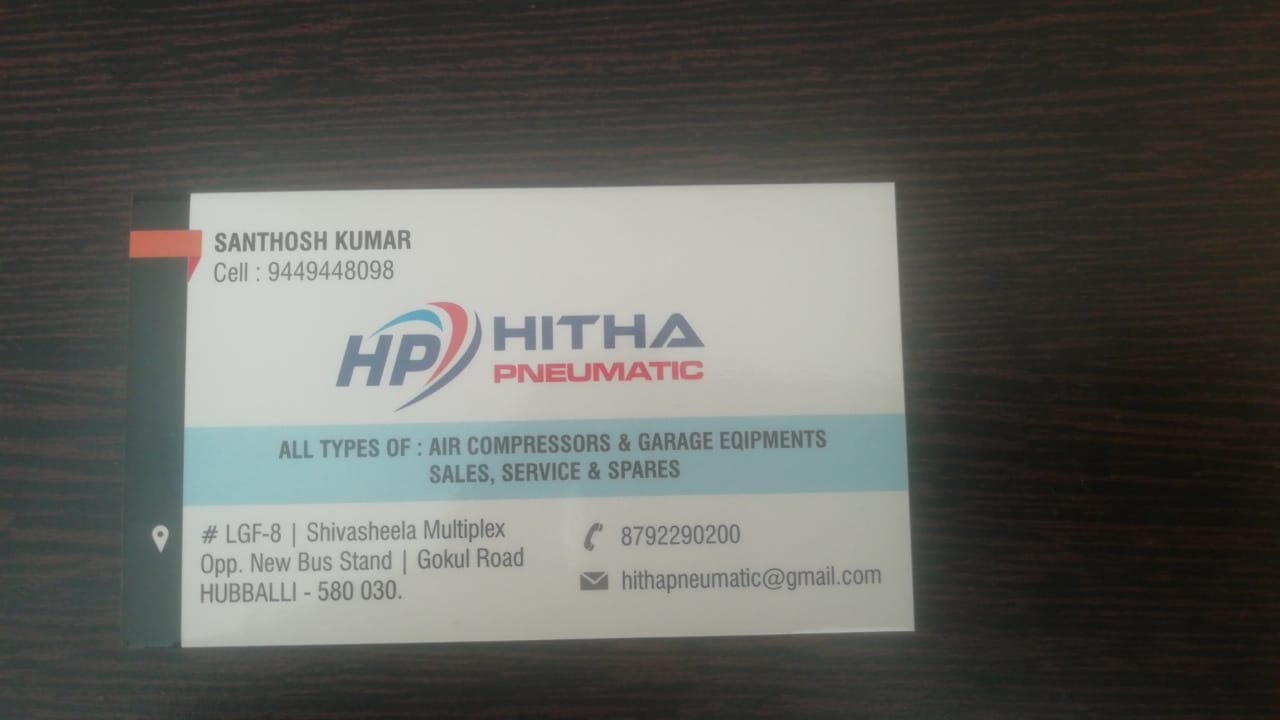 SANTHOSH KUMAR
Cell : 9449448098
HP HITHA
PNEUMATIC
ALL TYPES OF : AIR COMPRESSORS & GARAGE EQIPMENTS
SALES, SERVICE & SPARES
# LGF-8 | Shivasheela Multiplex
Opp. New Bus Stand | Gokul Road
HUBBALLI - 580 030.
8792290200
hithapneumatic@gmail.com